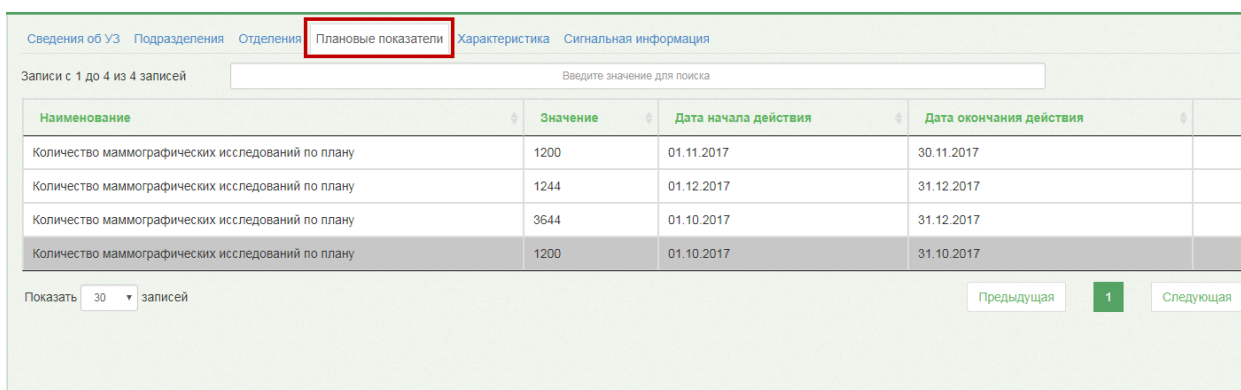 Сведения об УЗ Подразделения Отделения Плановые показатели Характеристика Сигнальная информация
Записи с 1 до 4 из 4 записей Введите значение для поиска
Наименование Значение Дата начала действия Дата окончания действия
Количество маммографических исследований по плану 1200 01.11.2017 30.11.2017
Количество маммографических исследований по плану 1244 01.12.2017 31.12.2017
Количество маммографических исследований по плану 3644 01.10.2017 31.12.2017
Количество маммографических исследований по плану 1200 01.10.2017 31.10.2017
Показать 30 записей Предыдущая 1 Следующая